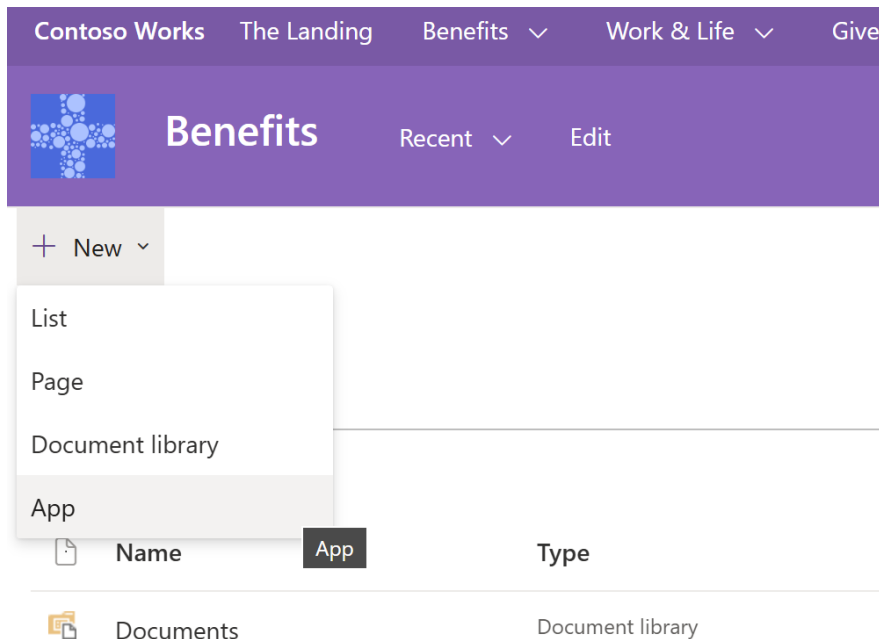 Contoso Works The Landing Benefits Work & Life Give
Benefits Recent Edit
New
List
Page
Document library
App
App
Name Type
Documents Document library